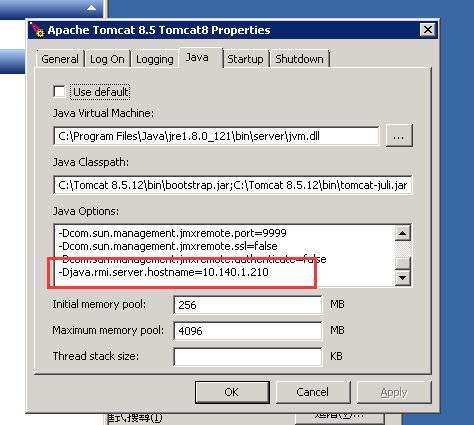 Apache Tomcat 8.5 Tomcat8 Properties
General Log On Logging Java Startup Shutdown
Use default
Java Virtual Machine:
C:\Program Files\Java\jre1.8.0_121\bin\server\jvm.dll
...
Java Classpath:
C:\Tomcat 8.5.12\bin\bootstrap.jar;C:\Tomcat 8.5.12\bin\tomcat-juli.jar
Java Options:
-Dcom.sun.management.jmxremote.port=9999
-Dcom.sun.management.jmxremote.ssl=false
-Dcom.sun.management.jmxremote.authenticate=false
-Djava.rmi.server.hostname=10.140.1.210
Initial memory pool: 256 MB
Maximum memory pool: 4096 MB
Thread stack size: KB
OK Cancel Apply